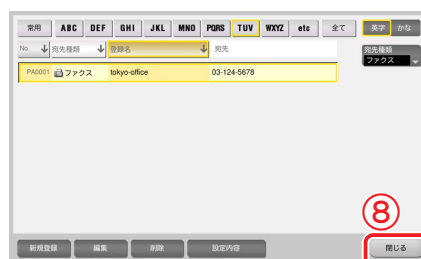 常用 ABC DEF GHI JKL MNO PQRS TUV WXYZ etc 全て 英字 かな
No. 宛先種類 登録名 宛先
宛先種類
ファクス
PA0001 ファクス tokyo-office 03-124-5678
⑧
新規登録 編集 削除 設定内容 閉じる